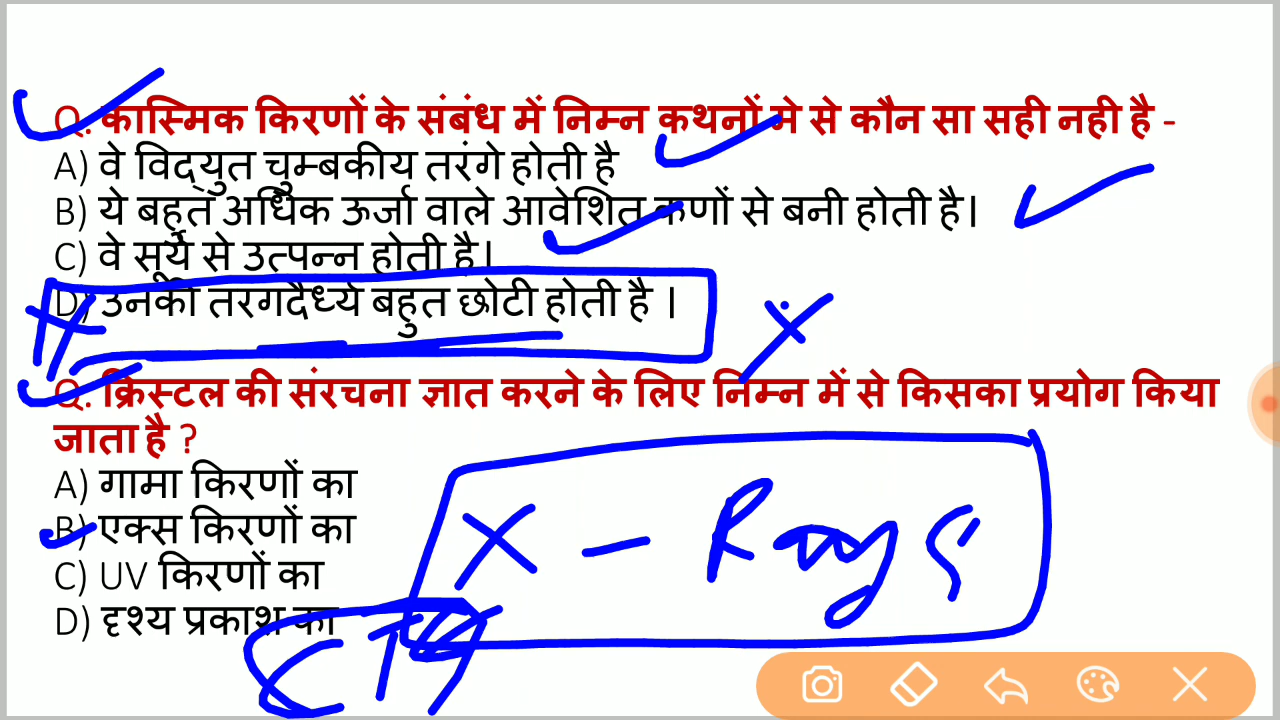 Q. कास्मिक किरणों के संबंध में निम्न कथनों मे से कौन सा सही नही है -
A) वे विद्युत चुम्बकीय तरंगे होती है
B) ये बहुत अधिक ऊर्जा वाले आवेशित कणों से बनी होती है।
C) वे सूर्य से उत्पन्न होती है।
D) उनकी तरंगदैर्ध्य बहुत छोटी होती है ।
Q. क्रिस्टल की संरचना ज्ञात करने के लिए निम्न में से किसका प्रयोग किया
जाता है ?
A) गामा किरणों का
B) एक्स किरणों का
X - Rays
C) UV किरणों का
D) दृश्य प्रकाश का